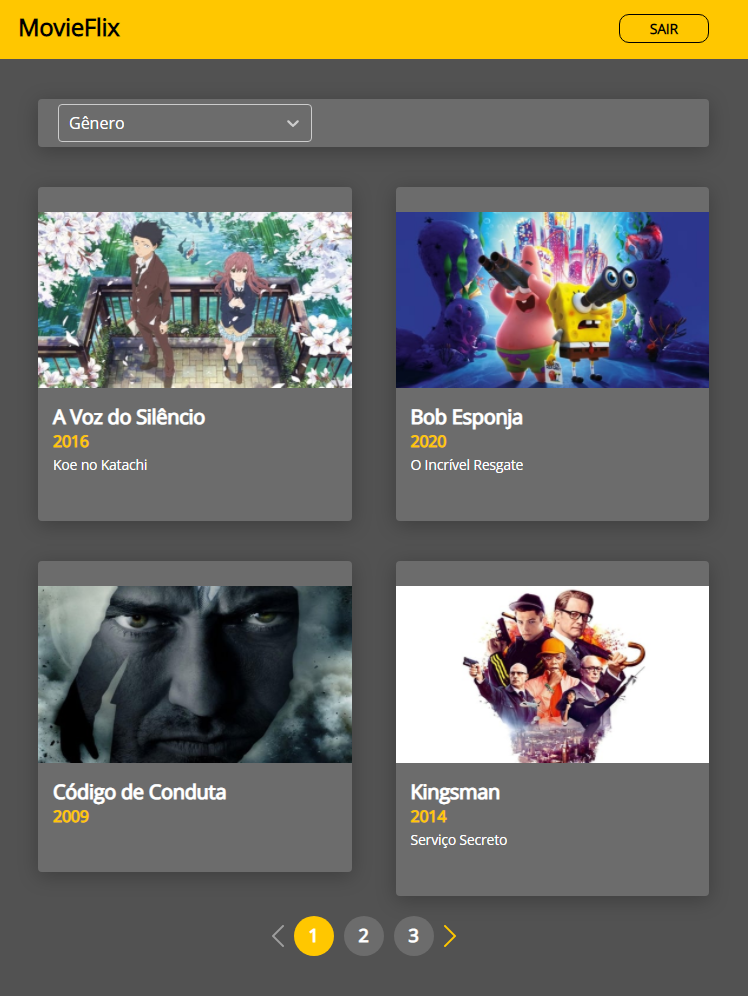 MovieFlix
SAIR
Gênero
A Voz do Silêncio
2016
Koe no Katachi
Bob Esponja
2020
O Incrível Resgate
Código de Conduta
2009
Kingsman
2014
Serviço Secreto
1 2 3